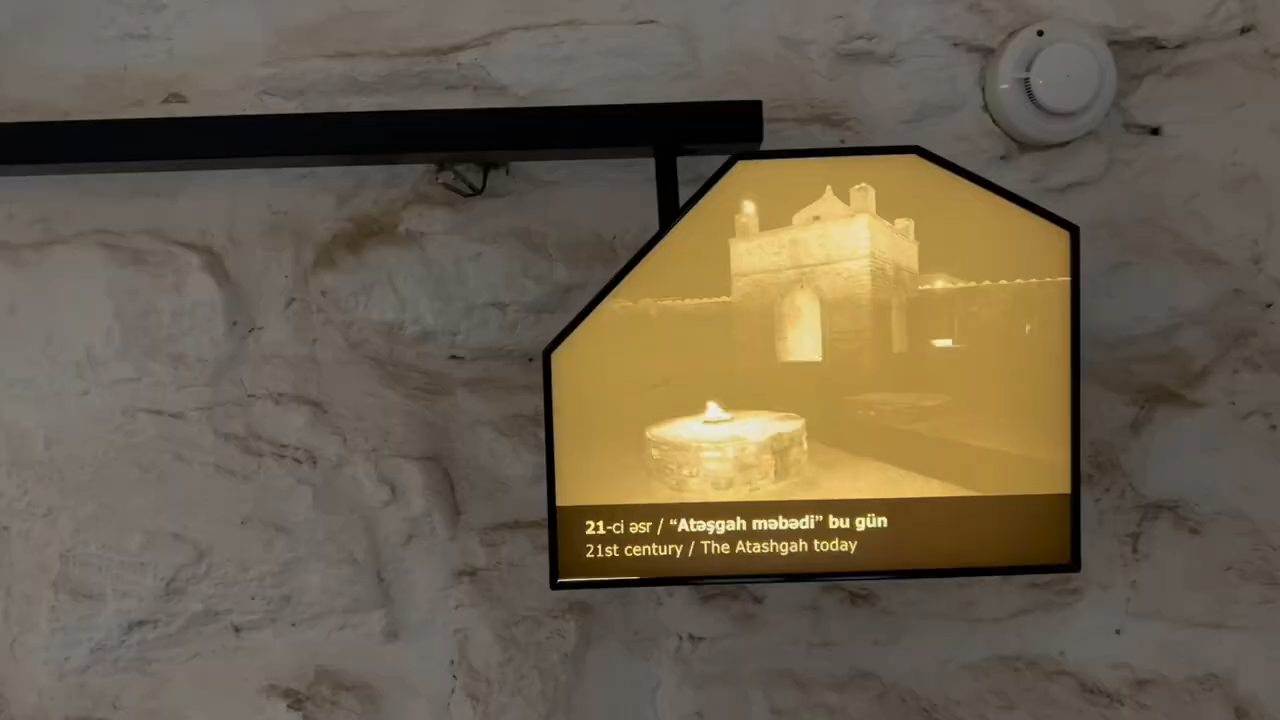 21-ci əsr / “Atəşgah məbədi” bu gün
21st century / The Atashgah today